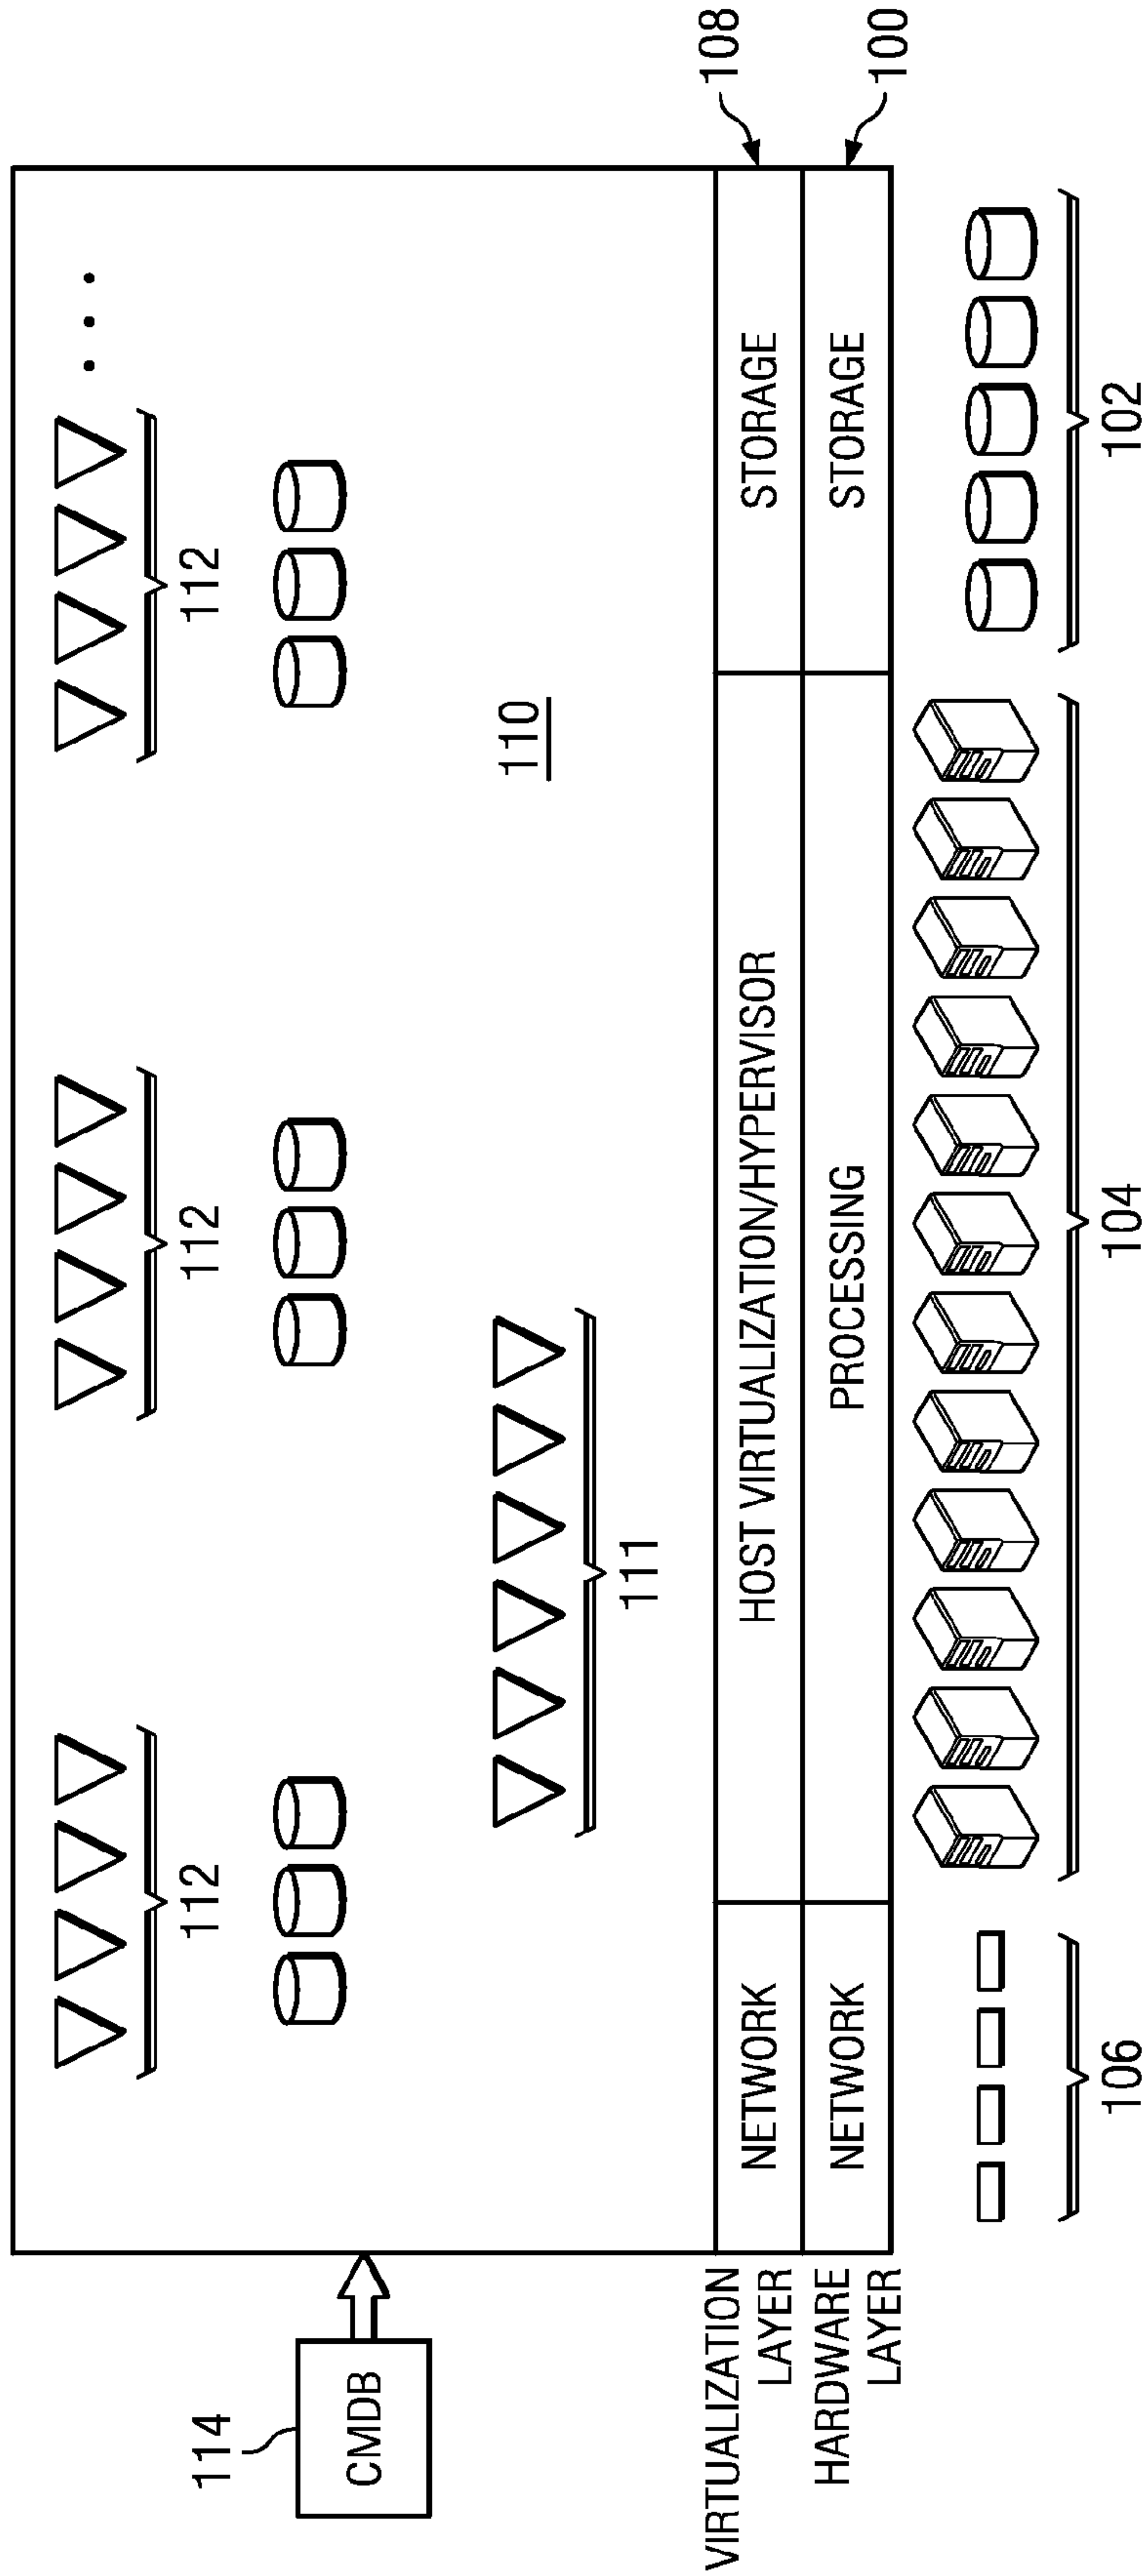 112
112
112
. . .
114
CMDB
110
111
VIRTUALIZATION
LAYER
NETWORK
HOST VIRTUALIZATION/HYPERVISOR
STORAGE
108
HARDWARE
LAYER
NETWORK
PROCESSING
STORAGE
100
106
104
102